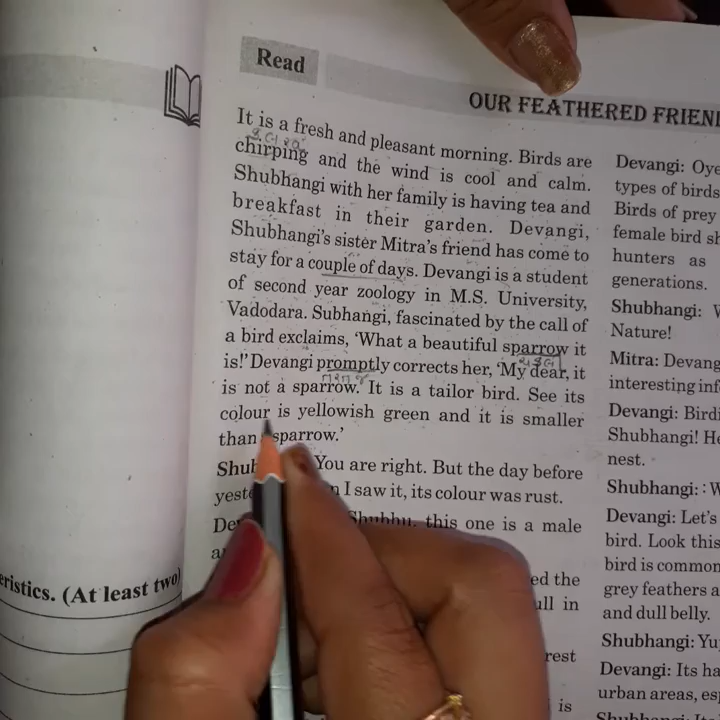 Read
OUR FEATHERED FRIEN
It is a fresh and pleasant morning. Birds are
chirping and the wind is cool and calm.
Shubhangi with her family is having tea and
breakfast in their garden. Devangi,
Shubhangi's sister Mitra's friend has come to
stay for a couple of days. Devangi is a student
of second year zoology in M.S. University,
Vadodara. Subhangi, fascinated by the call of
a bird exclaims, 'What a beautiful sparrow it
is!' Devangi promptly corrects her, 'My dear, it
is not a sparrow. It is a tailor bird. See its
colour is yellowish green and it is smaller
than sparrow.'
Shub You are right. But the day before
yeste I saw it, its colour was rust.
De Shubhu, this one is a male
ed the
ull in
rest
is
Devangi: Oye
types of birds
Birds of prey
female bird sh
hunters as
generations.
Shubhangi: W
Nature!
Mitra: Devang
interesting inf
Devangi: Birdi
Shubhangi! He
nest.
Shubhangi: : W
Devangi: Let's
bird. Look this
bird is common
grey feathers a
and dull belly.
Shubhangi: Yu
Devangi: Its ha
urban areas, esp
eristics. (At least two)